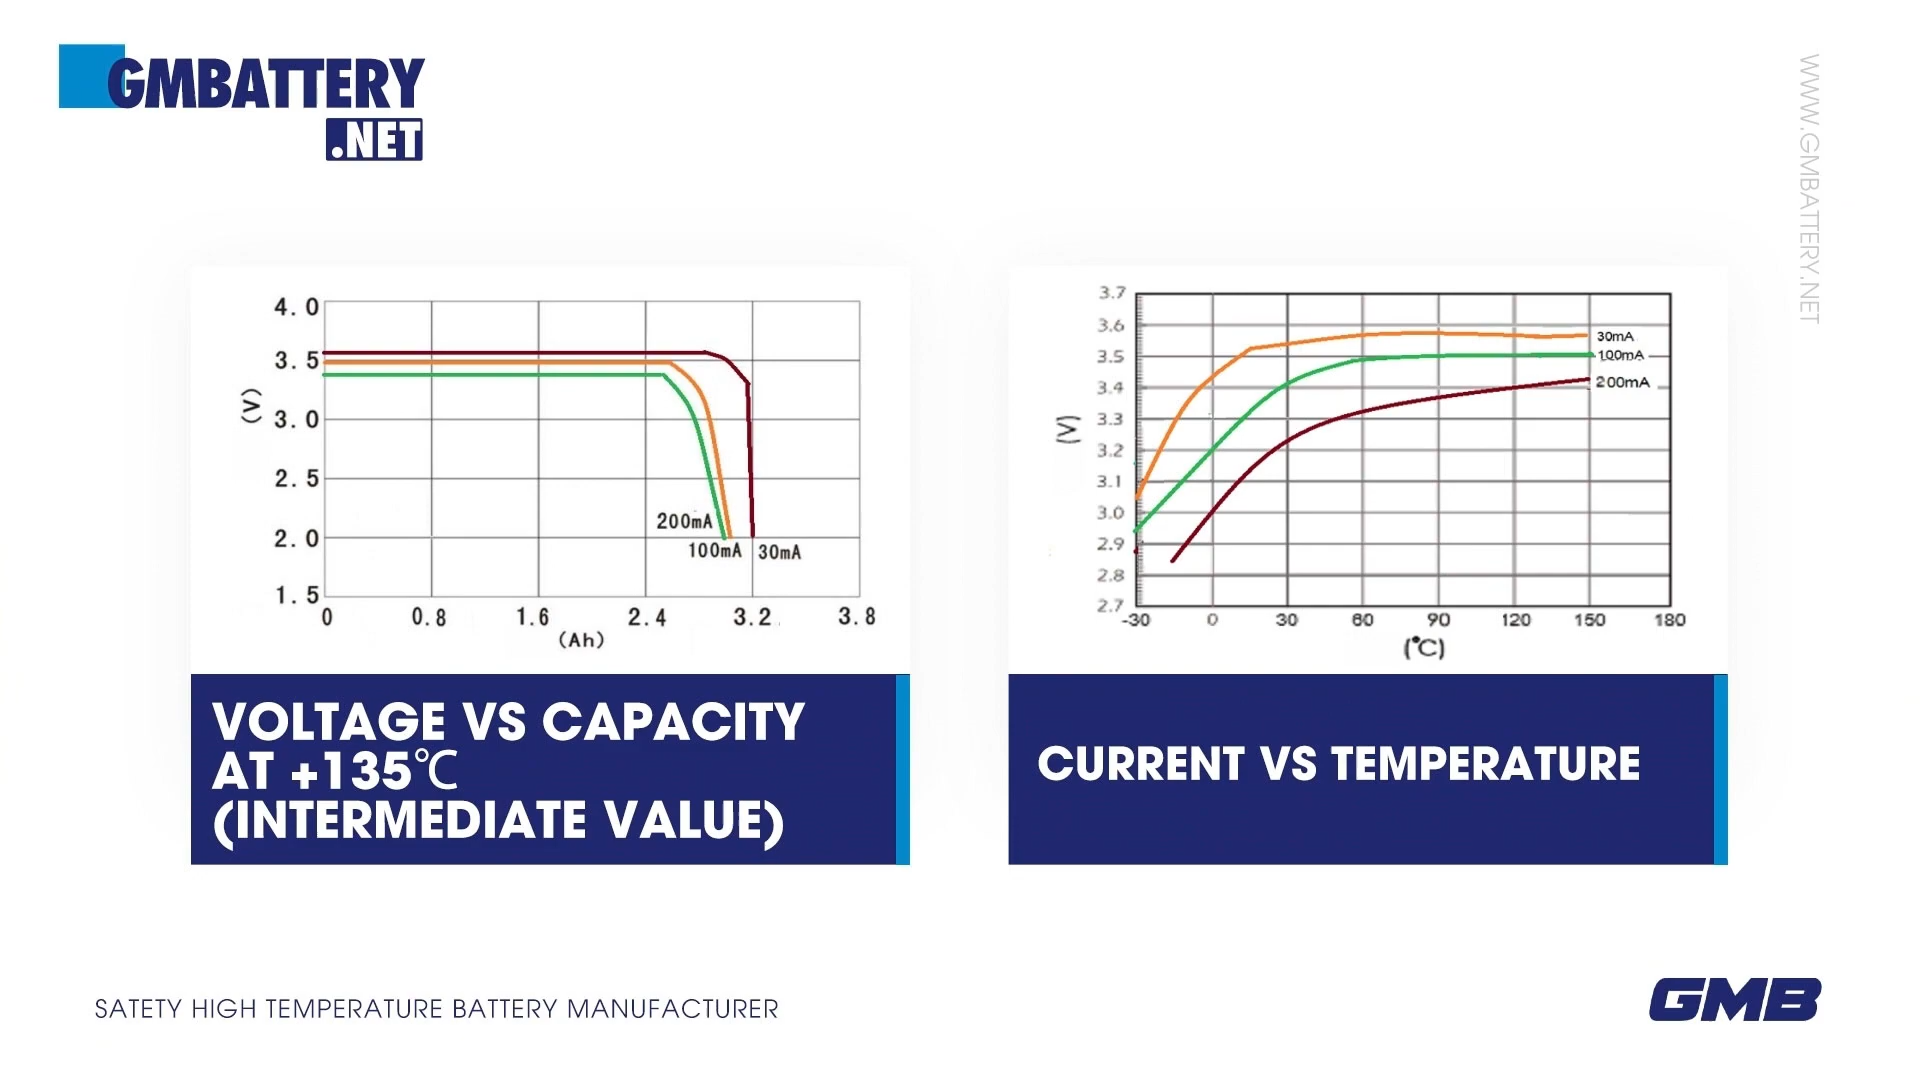 GMBATTERY
.NET
WWW.GMBATTERY.NET
4.0
3.5
3.0
2.5
2.0
1.5
(V)
200mA
100mA 30mA
0 0.8 1.6 2.4 3.2 3.8
(Ah)
VOLTAGE VS CAPACITY
AT +135℃
(INTERMEDIATE VALUE)
3.7
3.6
3.5
3.4
3.3
3.2
3.1
3.0
2.9
2.8
2.7
(V)
30mA
100mA
200mA
-30 0 30 60 90 120 150 180
(℃)
CURRENT VS TEMPERATURE
SATETY HIGH TEMPERATURE BATTERY MANUFACTURER
GMB